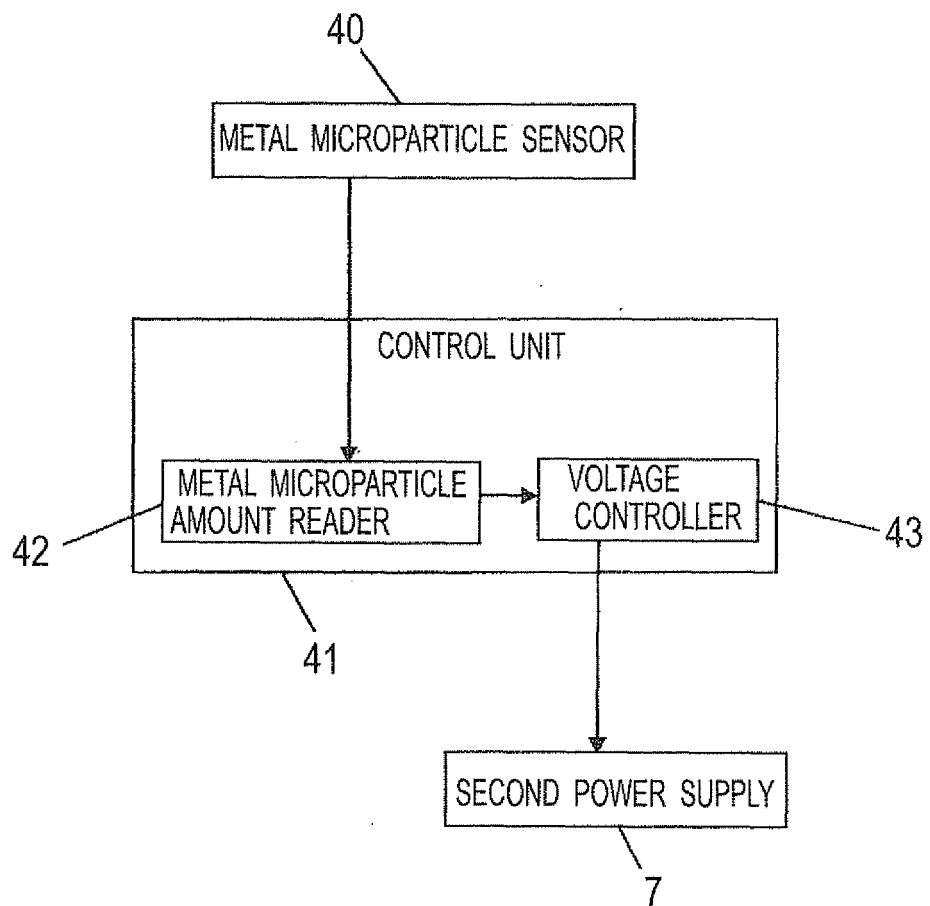 40
METAL MICROPARTICLE SENSOR
CONTROL UNIT
METAL MICROPARTICLE
AMOUNT READER
VOLTAGE
CONTROLLER
42
43
41
SECOND POWER SUPPLY
7